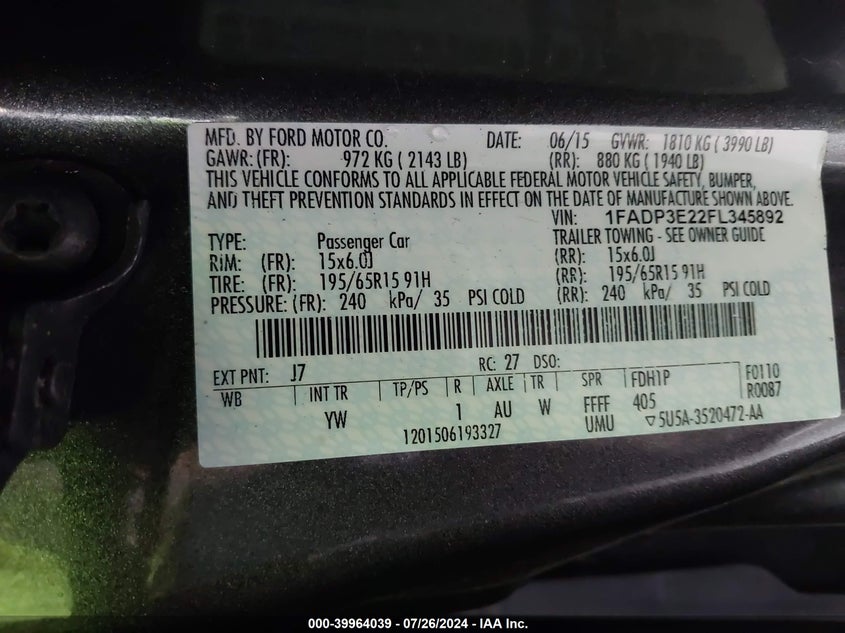 MFD. BY FORD MOTOR CO. DATE: 06/15 GVWR: 1810 KG ( 3990 LB)
GAWR: (FR): 972 KG ( 2143 LB) (RR): 880 KG ( 1940 LB)
THIS VEHICLE CONFORMS TO ALL APPLICABLE FEDERAL MOTOR VEHICLE SAFETY, BUMPER,
AND THEFT PREVENTION STANDARDS IN EFFECT ON THE DATE OF MANUFACTURE SHOWN ABOVE.
VIN: 1FADP3E22FL345892
TYPE: Passenger Car TRAILER TOWING - SEE OWNER GUIDE
RIM: (FR): 15x6.0J (RR): 15x6.0J
TIRE: (FR): 195/65R15 91H (RR): 195/65R15 91H
PRESSURE: (FR): 240 kPa/ 35 PSI COLD (RR): 240 kPa/ 35 PSI COLD
EXT PNT: J7 RC: 27 DSO:
WB INT TR TP/PS R AXLE TR SPR FDH1P F0110
YW 1 AU W FFFF 405 R0087
1201506193327 UMU ▽5U5A-3520472-AA
000-39964039 - 07/26/2024 - IAA Inc.